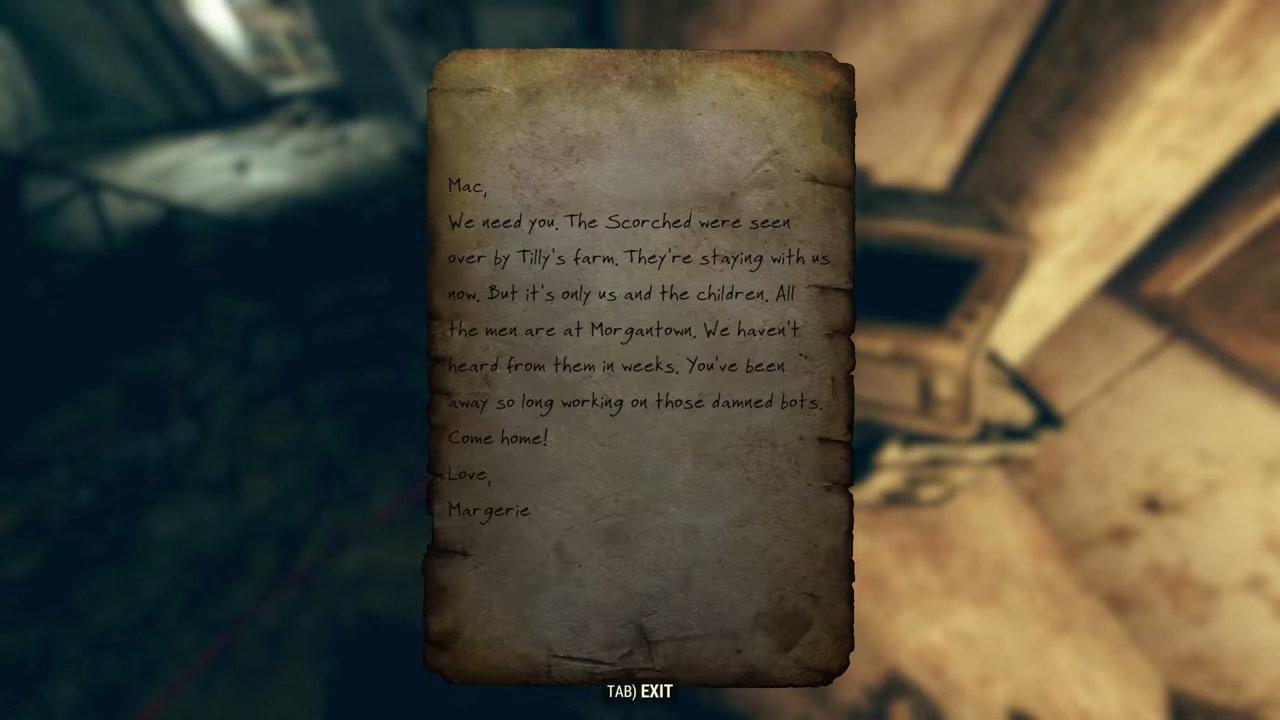 Mac,
We need you. The Scorched were seen
over by Tilly's farm. They're staying with us
now. But it's only us and the children. All
the men are at Morgantown. We haven't
heard from them in weeks. You've been
away so long working on those damned bots.
Come home!
Love,
Margerie
TAB) EXIT